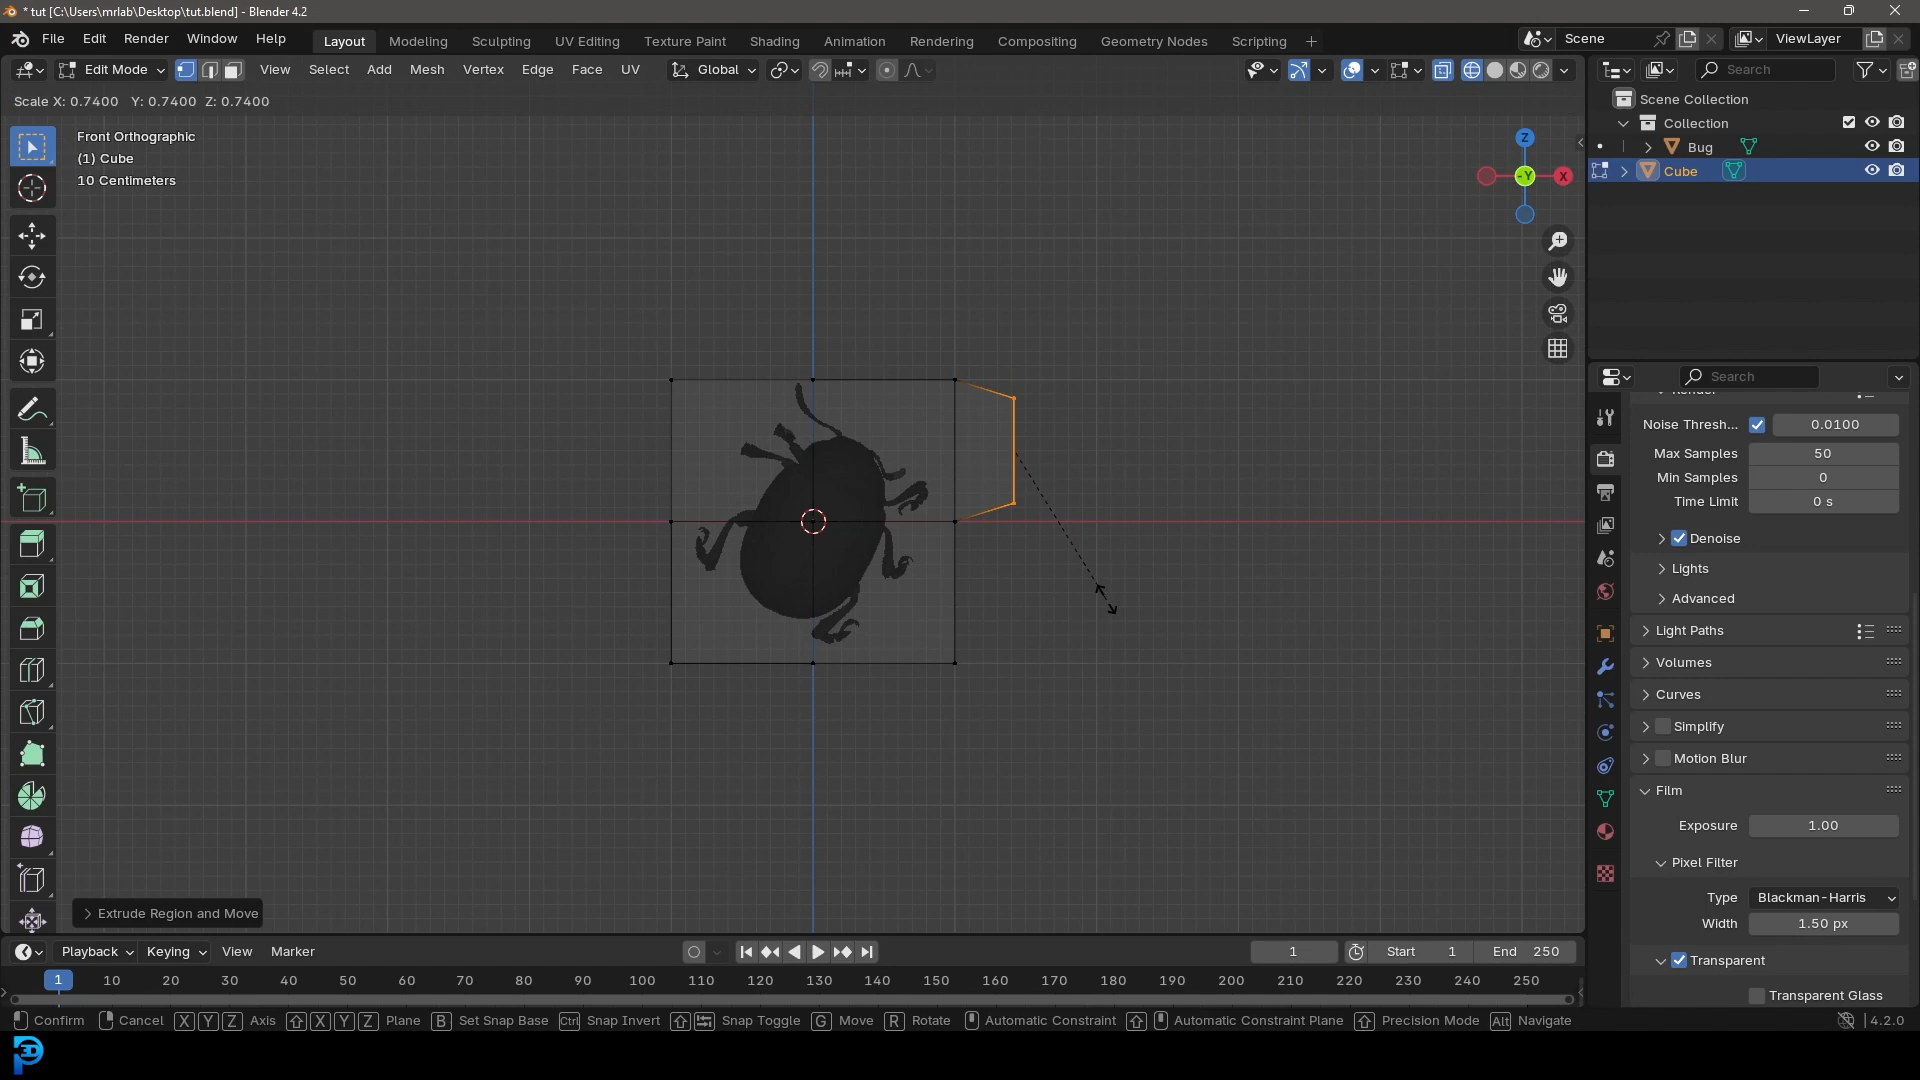 * tut [C:\Users\mrlab\Desktop\tut.blend] - Blender 4.2
File Edit Render Window Help Layout Modeling Sculpting UV Editing Texture Paint Shading Animation Rendering Compositing Geometry Nodes Scripting + Scene ViewLayer
Edit Mode View Select Add Mesh Vertex Edge Face UV Global Search
Scale X: 0.7400 Y: 0.7400 Z: 0.7400
Scene Collection
Collection
Bug
Cube
Front Orthographic
(1) Cube
10 Centimeters
Z
-Y
X
Search
Noise Thresh... 0.0100
Max Samples 50
Min Samples 0
Time Limit 0 s
Denoise
Lights
Advanced
Light Paths
Volumes
Curves
Simplify
Motion Blur
Film
Exposure 1.00
Pixel Filter
Type Blackman-Harris
Width 1.50 px
Transparent
Transparent Glass
Extrude Region and Move
Playback Keying View Marker 1 Start 1 End 250
1 10 20 30 40 50 60 70 80 90 100 110 120 130 140 150 160 170 180 190 200 210 220 230 240 250
Confirm Cancel X Y Z Axis X Y Z Plane B Set Snap Base Ctrl Snap Invert Snap Toggle G Move R Rotate Automatic Constraint Automatic Constraint Plane Precision Mode Alt Navigate 4.2.0